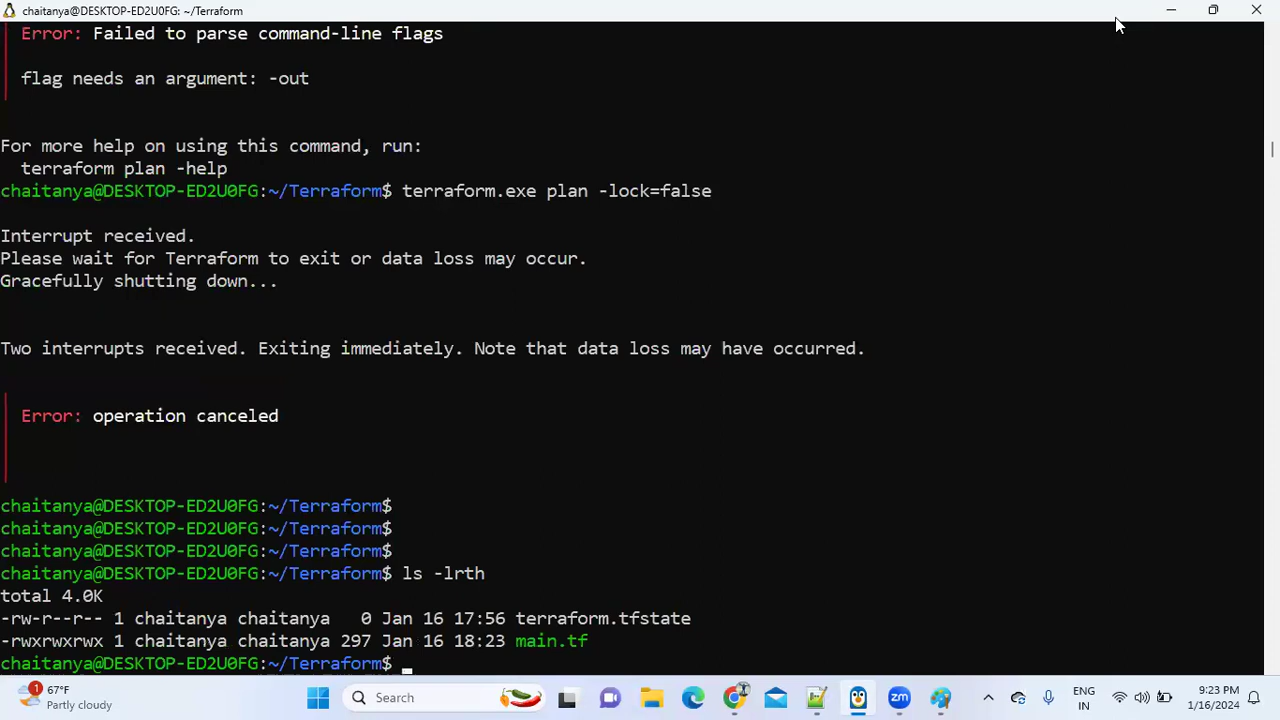 chaitanya@DESKTOP-ED2U0FG: ~/Terraform
Error: Failed to parse command-line flags
flag needs an argument: -out
For more help on using this command, run:
terraform plan -help
chaitanya@DESKTOP-ED2U0FG:~/Terraform$ terraform.exe plan -lock=false
Interrupt received.
Please wait for Terraform to exit or data loss may occur.
Gracefully shutting down...
Two interrupts received. Exiting immediately. Note that data loss may have occurred.
Error: operation canceled
chaitanya@DESKTOP-ED2U0FG:~/Terraform$
chaitanya@DESKTOP-ED2U0FG:~/Terraform$
chaitanya@DESKTOP-ED2U0FG:~/Terraform$
chaitanya@DESKTOP-ED2U0FG:~/Terraform$ ls -lrth
total 4.0K
-rw-r--r-- 1 chaitanya chaitanya   0 Jan 16 17:56 terraform.tfstate
-rwxrwxrwx 1 chaitanya chaitanya 297 Jan 16 18:23 main.tf
chaitanya@DESKTOP-ED2U0FG:~/Terraform$
1
67°F
Partly cloudy
Search
zm
ENG
IN
9:23 PM
1/16/2024